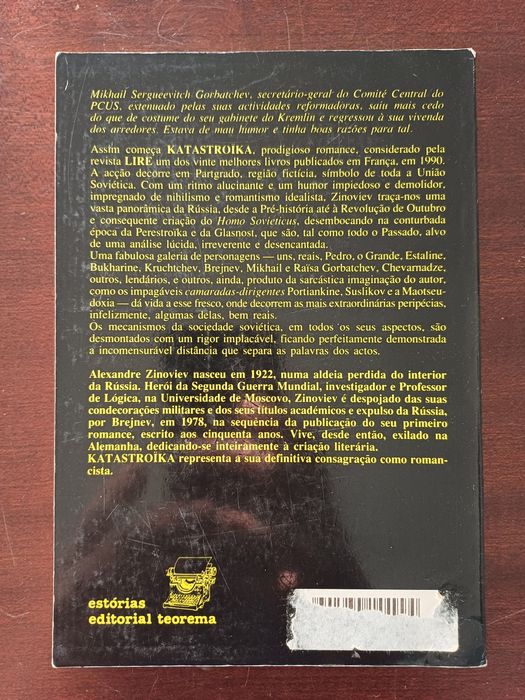 Mikhail Sergueevitch Gorbatchev, secretário-geral do Comité Central do
PCUS, extenuado pelas suas actividades reformadoras, saiu mais cedo
do que de costume do seu gabinete do Kremlin e regressou à sua vivenda
dos arredores. Estava de mau humor e tinha boas razões para tal.
Assim começa KATASTROÏKA, prodigioso romance, considerado pela
revista LIRE um dos vinte melhores livros publicados em França, em 1990.
A acção decorre em Partgrado, região fictícia, símbolo de toda a União
Soviética. Com um ritmo alucinante e um humor impiedoso e demolidor,
impregnado de nihilismo e romantismo idealista, Zinoviev traça-nos uma
vasta panorâmica da Rússia, desde a Pré-história até à Revolução de Outubro
e consequente criação do Homo Sovieticus, desembocando na conturbada
época da Perestroïka e da Glasnost, que são, tal como todo o Passado, alvo
de uma análise lúcida, irreverente e desencantada.
Uma fabulosa galeria de personagens — uns, reais, Pedro, o Grande, Estaline,
Bukharine, Kruchtchev, Brejnev, Mikhail e Raïsa Gorbatchev, Chevarnadze,
outros, lendários, e outros, ainda, produto da sarcástica imaginação do autor,
como os impagáveis camaradas-dirigentes Portiankine, Suslikov e a Maotseu-
doxia — dá vida a esse fresco, onde decorrem as mais extraordinárias peripécias,
infelizmente, algumas delas, bem reais.
Os mecanismos da sociedade soviética, em todos os seus aspectos, são
desmontados com um rigor implacável, ficando perfeitamente demonstrada
a incomensurável distância que separa as palavras dos actos.
Alexandre Zinoviev nasceu em 1922, numa aldeia perdida do interior
da Rússia. Herói da Segunda Guerra Mundial, investigador e Professor
de Lógica, na Universidade de Moscovo, Zinoviev é despojado das suas
condecorações militares e dos seus títulos académicos e expulso da Rússia,
por Brejnev, em 1978, na sequência da publicação do seu primeiro
romance, escrito aos cinquenta anos. Vive, desde então, exilado na
Alemanha, dedicando-se inteiramente à criação literária.
KATASTROÏKA representa a sua definitiva consagração como roman-
cista.
estórias
editorial teorema